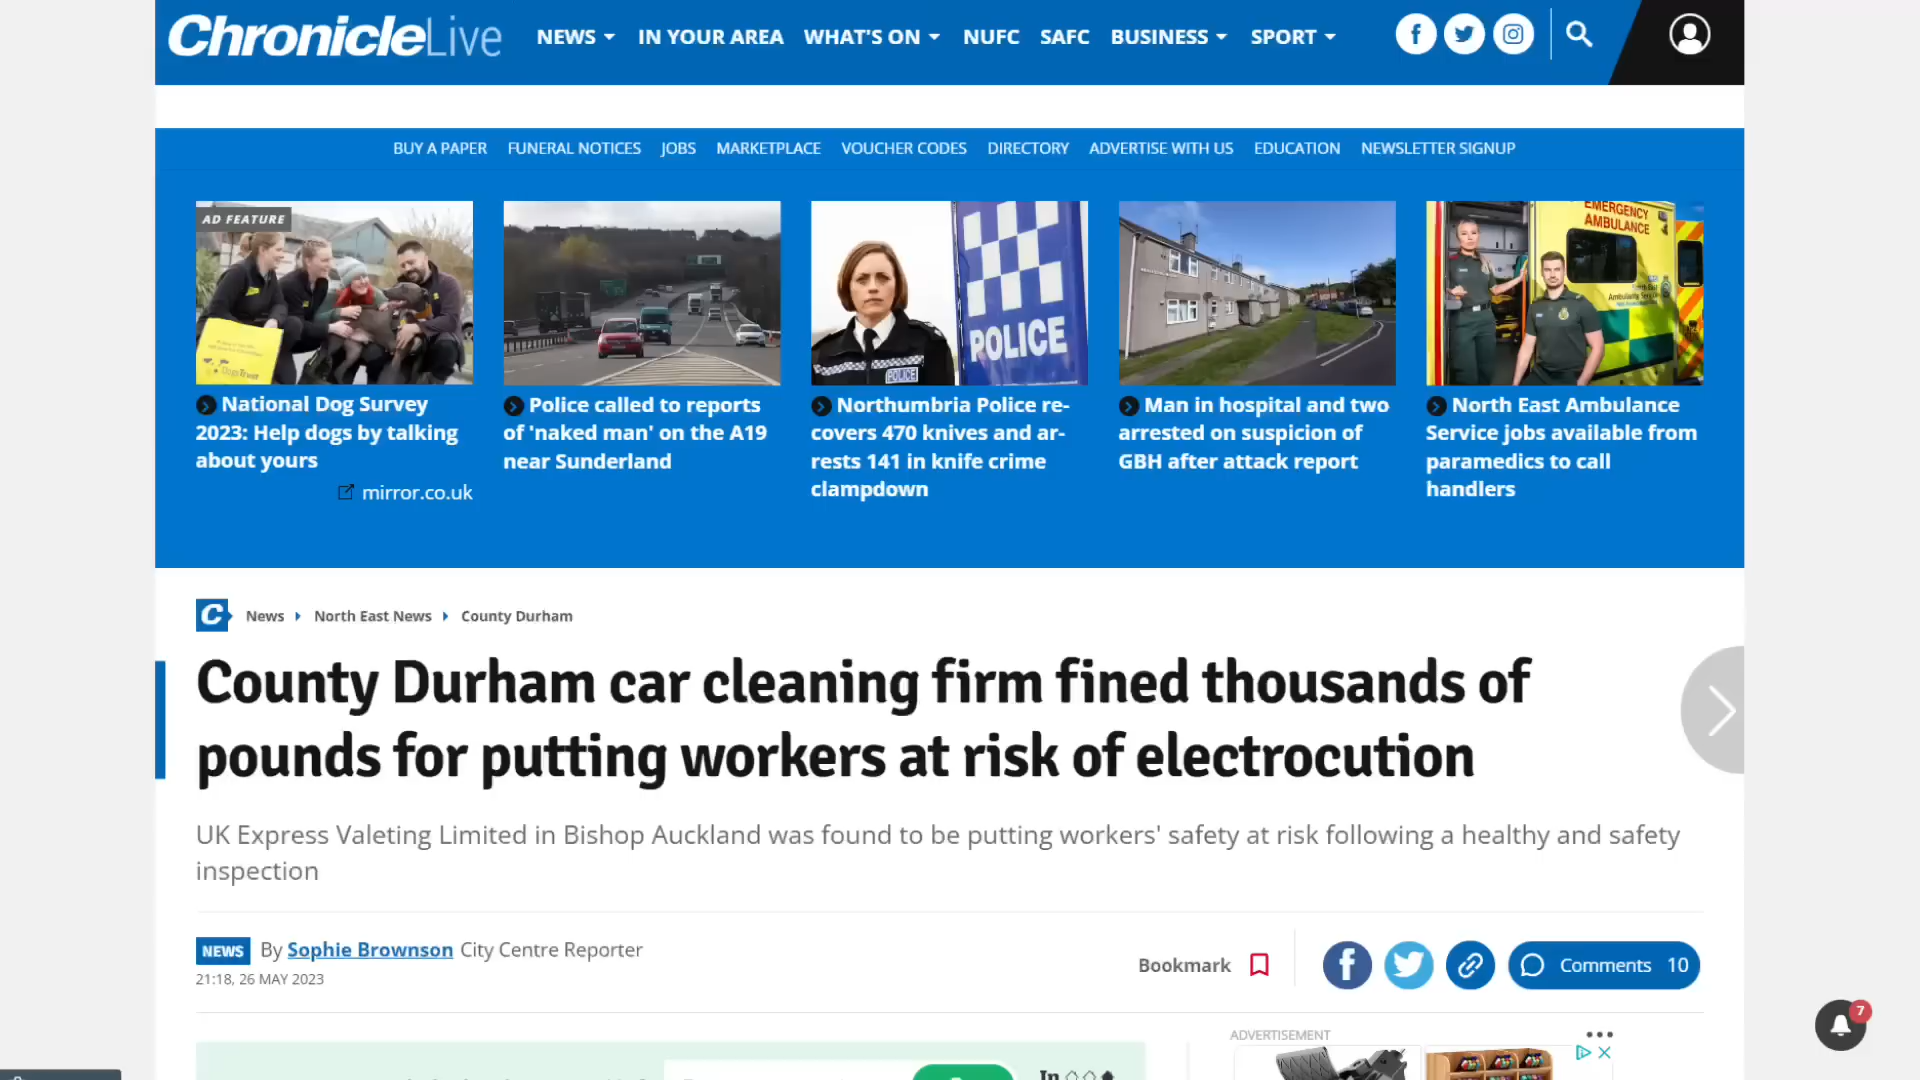 ChronicleLive
NEWS IN YOUR AREA WHAT'S ON NUFC SAFC BUSINESS SPORT
BUY A PAPER FUNERAL NOTICES JOBS MARKETPLACE VOUCHER CODES DIRECTORY ADVERTISE WITH US EDUCATION NEWSLETTER SIGNUP
AD FEATURE
POLICE
POLICE
EMERGENCY
AMBULANCE
National Dog Survey
2023: Help dogs by talking
about yours
mirror.co.uk
Police called to reports
of 'naked man' on the A19
near Sunderland
Northumbria Police re-
covers 470 knives and ar-
rests 141 in knife crime
clampdown
Man in hospital and two
arrested on suspicion of
GBH after attack report
North East Ambulance
Service jobs available from
paramedics to call
handlers
C News North East News County Durham
County Durham car cleaning firm fined thousands of
pounds for putting workers at risk of electrocution
UK Express Valeting Limited in Bishop Auckland was found to be putting workers' safety at risk following a healthy and safety
inspection
NEWS By Sophie Brownson City Centre Reporter
21:18, 26 MAY 2023
Bookmark
Comments 10
7
ADVERTISEMENT
In